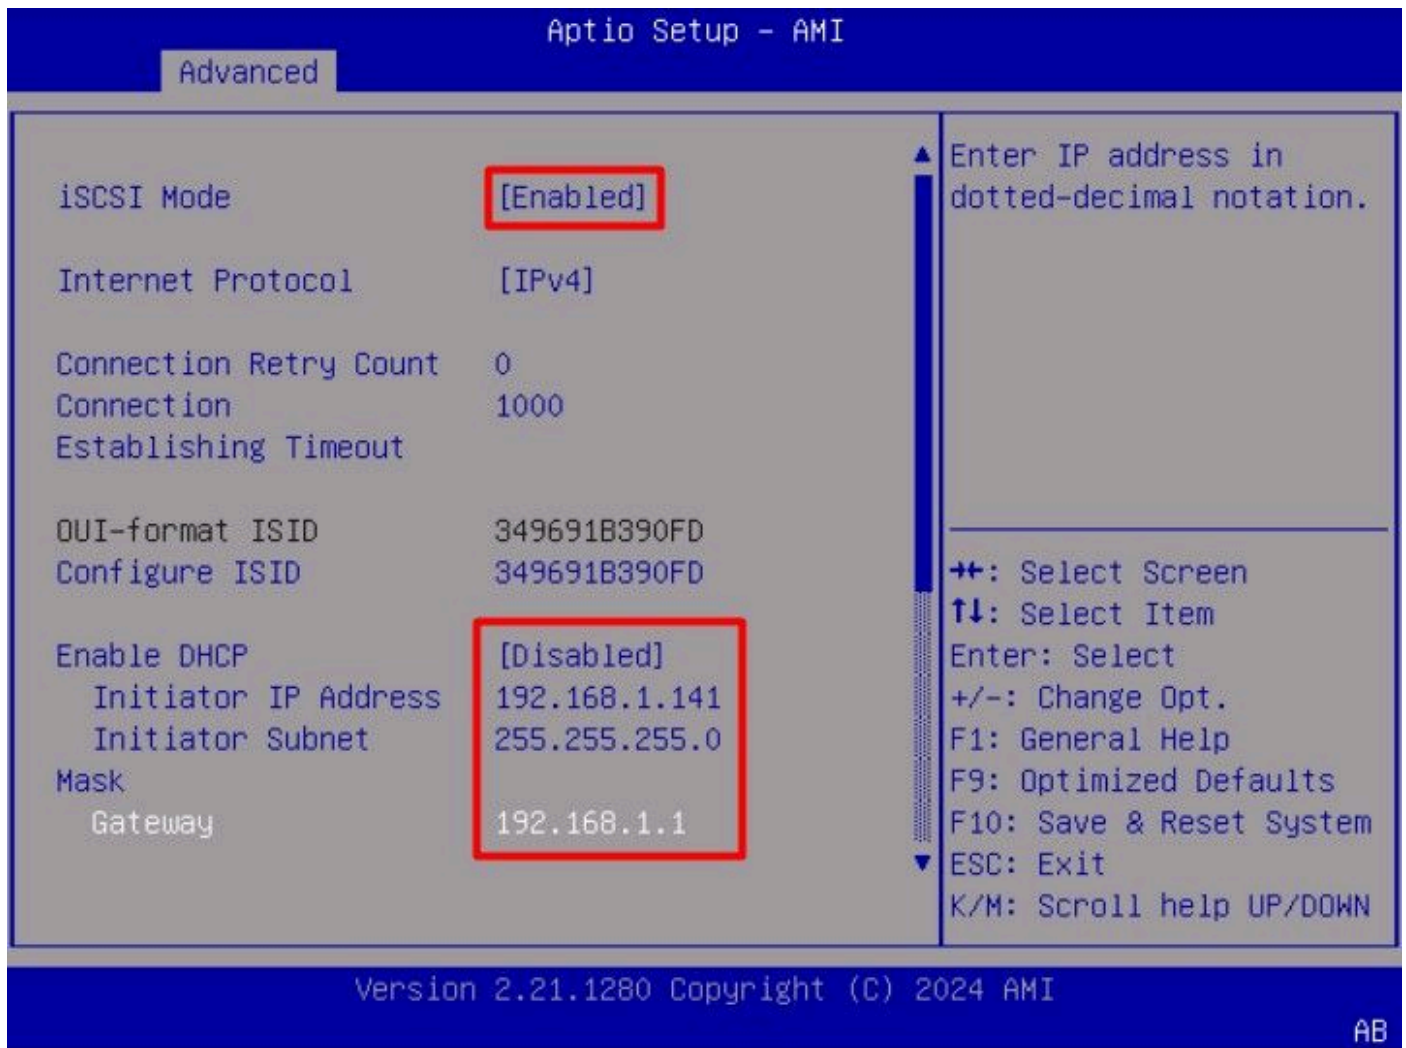 Aptio Setup – AMI
Advanced
iSCSI Mode [Enabled]
Internet Protocol [IPv4]
Connection Retry Count 0
Connection 1000
Establishing Timeout
OUI-format ISID 349691B390FD
Configure ISID 349691B390FD
Enable DHCP [Disabled]
Initiator IP Address 192.168.1.141
Initiator Subnet 255.255.255.0
Mask
Gateway 192.168.1.1
Enter IP address in
dotted-decimal notation.
→←: Select Screen
↑↓: Select Item
Enter: Select
+/-: Change Opt.
F1: General Help
F9: Optimized Defaults
F10: Save & Reset System
ESC: Exit
K/M: Scroll help UP/DOWN
Version 2.21.1280 Copyright (C) 2024 AMI
AB